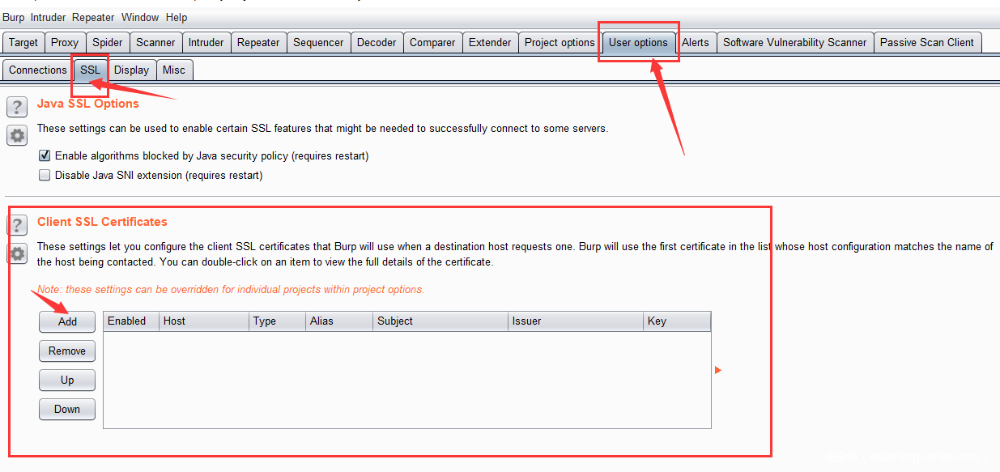 Burp Intruder Repeater Window Help
Target Proxy Spider Scanner Intruder Repeater Sequencer Decoder Comparer Extender Project options User options Alerts Software Vulnerability Scanner Passive Scan Client
Connections SSL Display Misc
? Java SSL Options
These settings can be used to enable certain SSL features that might be needed to successfully connect to some servers.
Enable algorithms blocked by Java security policy (requires restart)
Disable Java SNI extension (requires restart)
? Client SSL Certificates
These settings let you configure the client SSL certificates that Burp will use when a destination host requests one. Burp will use the first certificate in the list whose host configuration matches the name of
the host being contacted. You can double-click on an item to view the full details of the certificate.
Note: these settings can be overridden for individual projects within project options.
Add Enabled Host Type Alias Subject Issuer Key
Remove
Up
Down